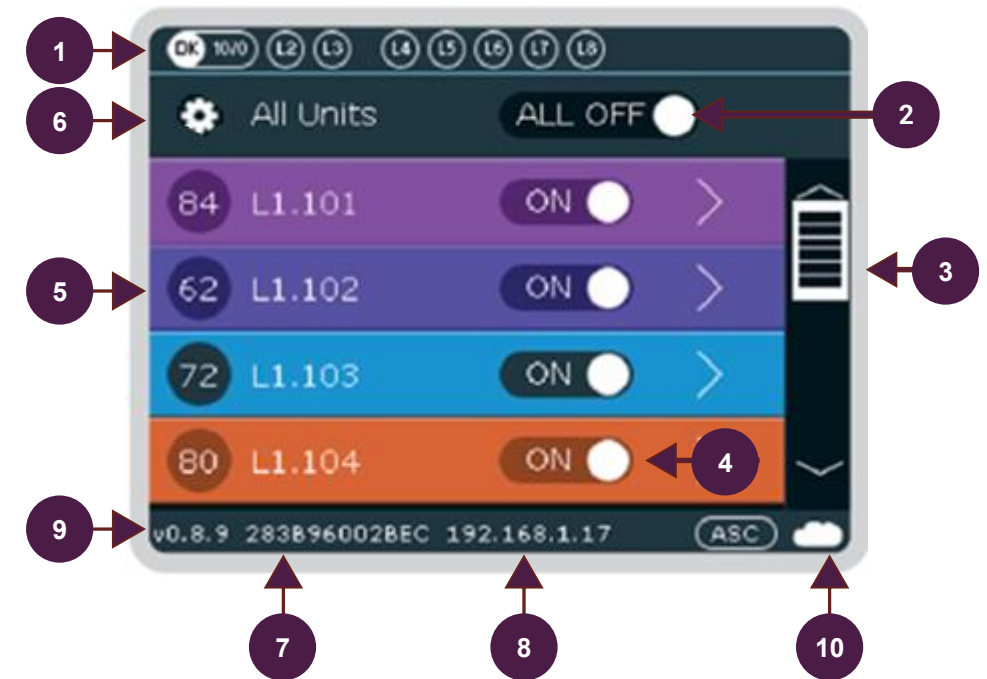 1 OK 10/0 L2 L3 L4 L5 L6 L7 L8
6 All Units ALL OFF 2
84 L1.101 ON
3
5 62 L1.102 ON
72 L1.103 ON
80 L1.104 ON 4
9 v0.8.9 283B96002BEC 192.168.1.17 ASC
7 8 10